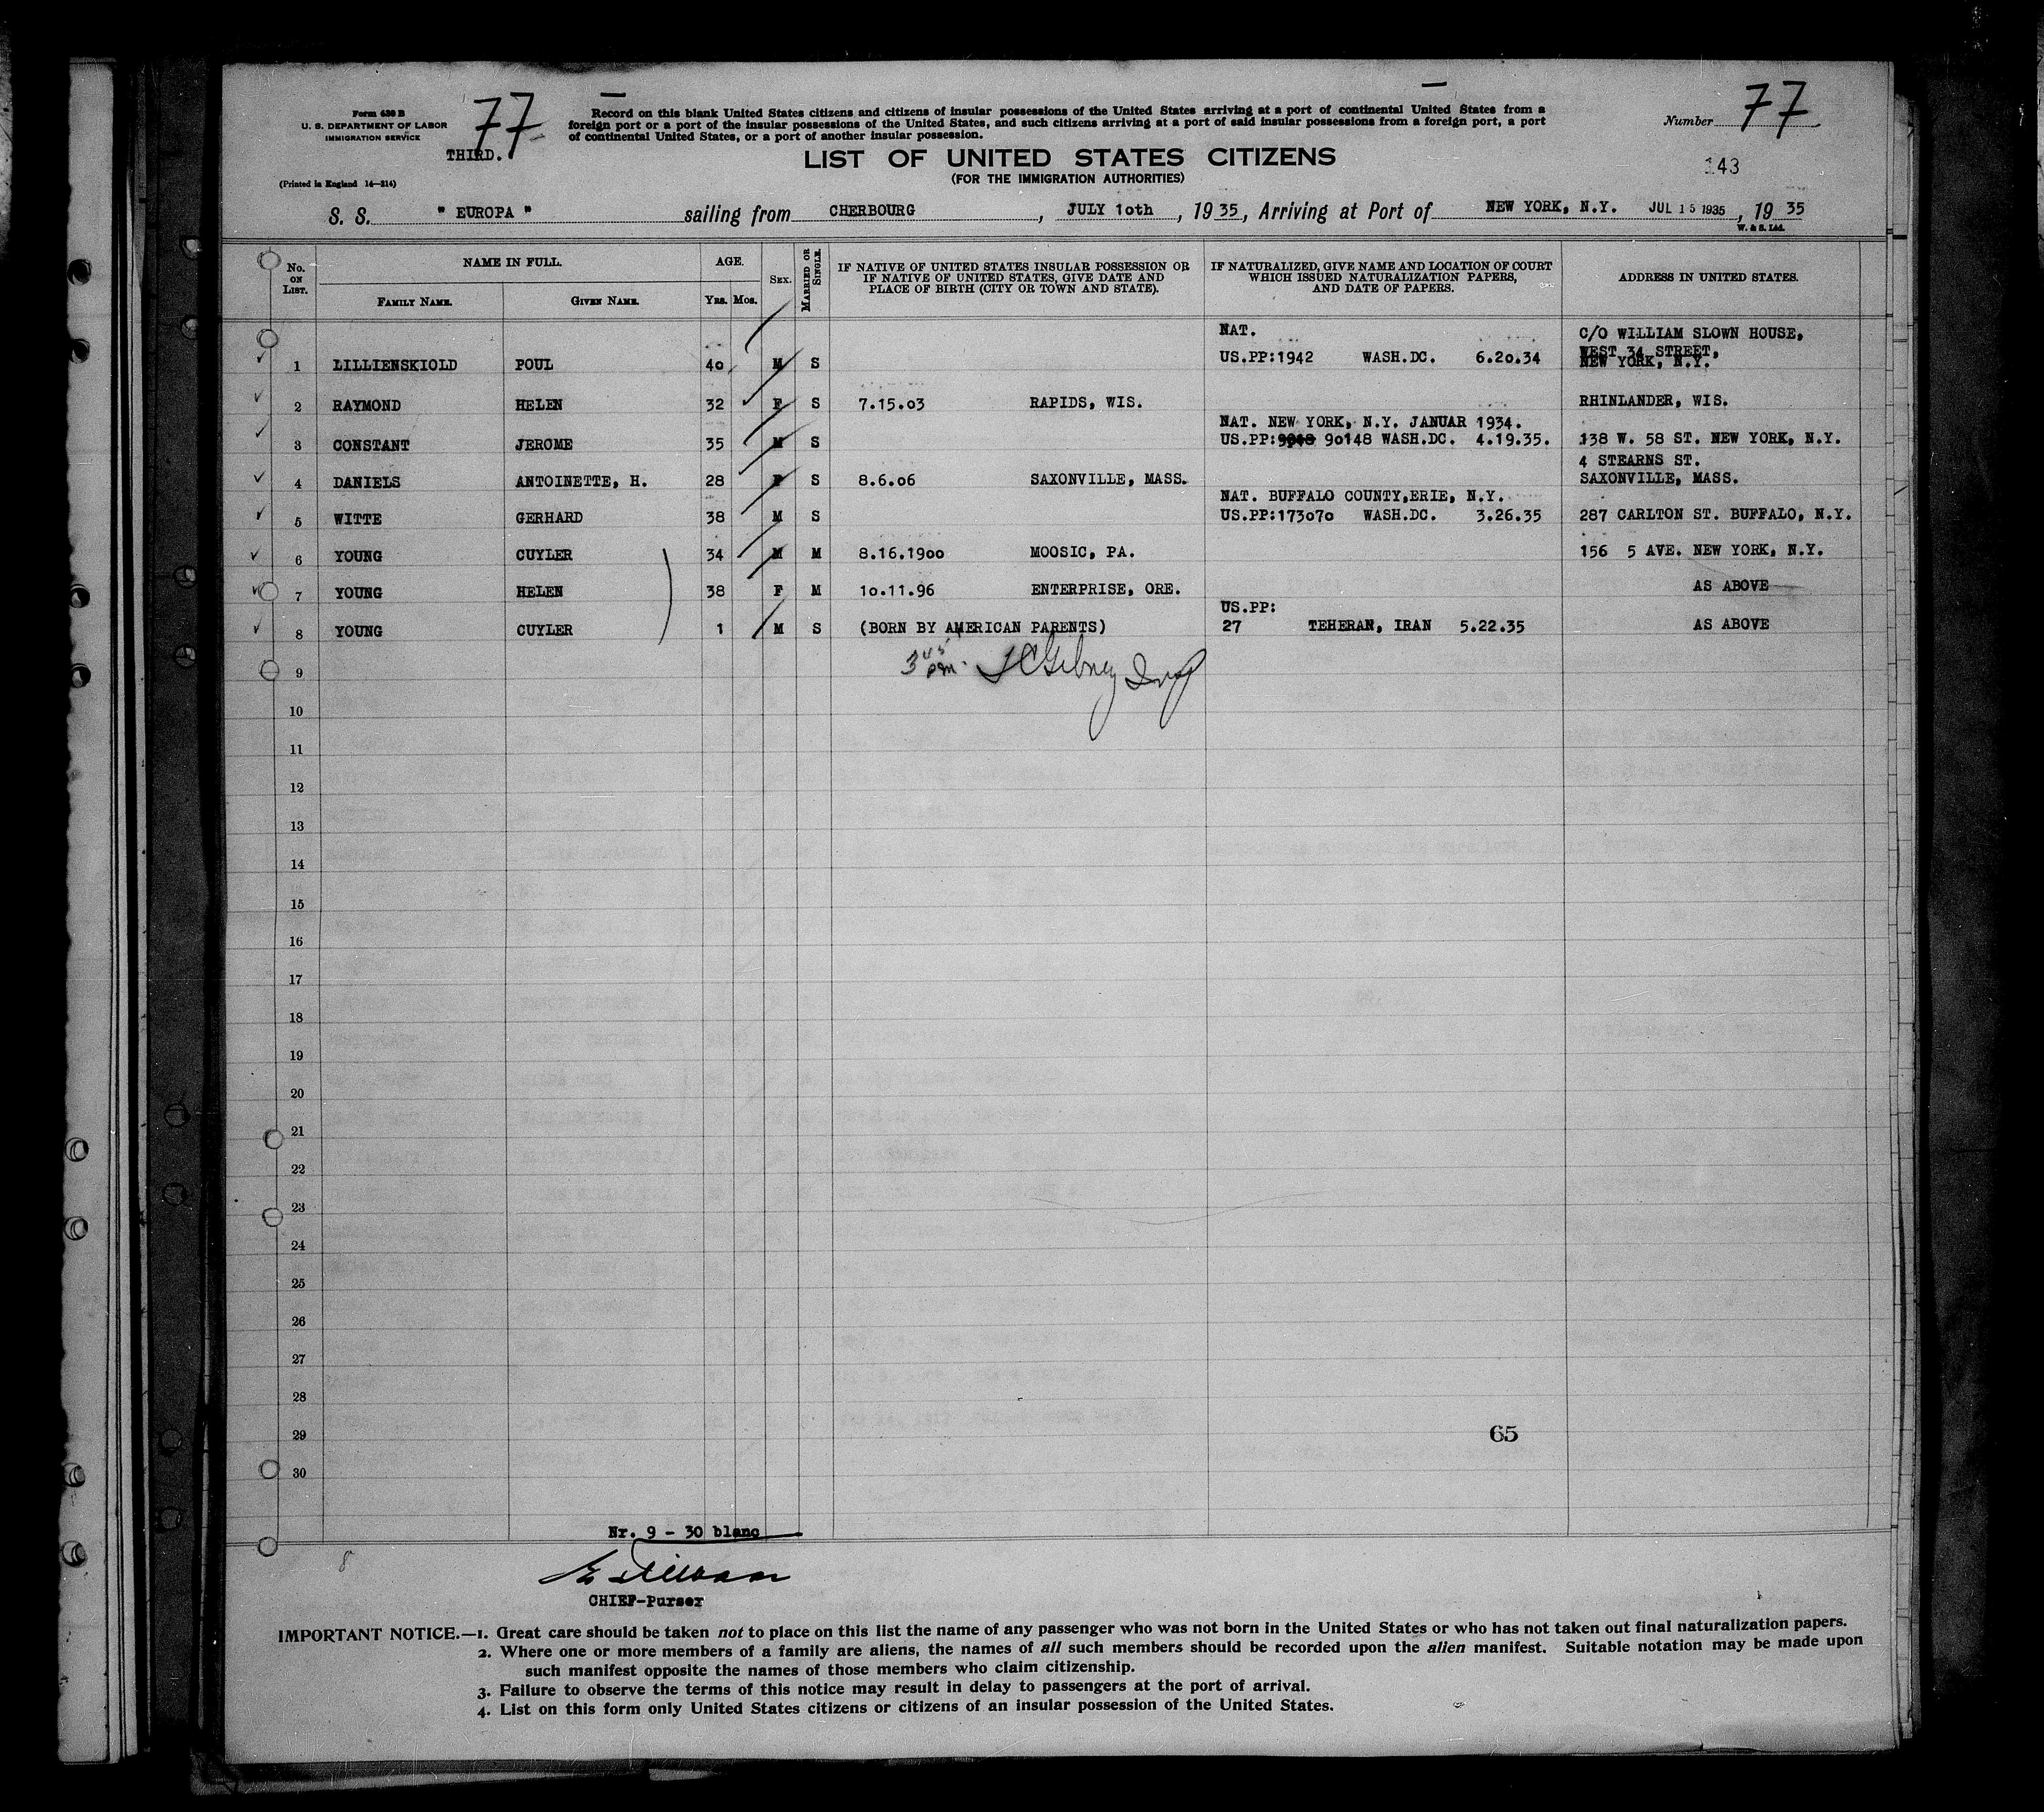 Form 630 B
U. S. DEPARTMENT OF LABOR
IMMIGRATION SERVICE
77
THIRD.
(Printed in England 14—214)
Record on this blank United States citizens and citizens of insular possessions of the United States arriving at a port of continental United States from a
foreign port or a port of the insular possessions of the United States, and such citizens arriving at a port of said insular possessions from a foreign port, a port
of continental United States, or a port of another insular possession.
Number 77
143
LIST OF UNITED STATES CITIZENS
(FOR THE IMMIGRATION AUTHORITIES)
S. S. " EUROPA " sailing from CHERBOURG, JULY 10th, 1935, Arriving at Port of NEW YORK, N.Y. JUL 15 1935, 1935
W. & S. Ltd.
No. ON LIST.
NAME IN FULL.
FAMILY NAME. GIVEN NAME.
AGE.
YRS. MOS.
SEX.
MARRIED OR SINGLE.
IF NATIVE OF UNITED STATES INSULAR POSSESSION OR
IF NATIVE OF UNITED STATES, GIVE DATE AND
PLACE OF BIRTH (CITY OR TOWN AND STATE).
IF NATURALIZED, GIVE NAME AND LOCATION OF COURT
WHICH ISSUED NATURALIZATION PAPERS,
AND DATE OF PAPERS.
ADDRESS IN UNITED STATES.
NAT. C/O WILLIAM SLOWN HOUSE,
1 LILLIENSKIOLD POUL 40 M S US.PP:1942 WASH.DC. 6.20.34 WEST 34 STREET,
NEW YORK, N.Y.
2 RAYMOND HELEN 32 F S 7.15.03 RAPIDS, WIS. RHINLANDER, WIS.
NAT. NEW YORK, N.Y. JANUAR 1934.
3 CONSTANT JEROME 35 M S US.PP: 90148 WASH.DC. 4.19.35. 138 W. 58 ST. NEW YORK, N.Y.
4 STEARNS ST.
4 DANIELS ANTOINETTE, H. 28 F S 8.6.06 SAXONVILLE, MASS. SAXONVILLE, MASS.
NAT. BUFFALO COUNTY,ERIE, N.Y.
5 WITTE GERHARD 38 M S US.PP:173070 WASH.DC. 3.26.35 287 CARLTON ST. BUFFALO, N.Y.
6 YOUNG CUYLER 34 M M 8.16.1900 MOOSIC, PA. 156 5 AVE. NEW YORK, N.Y.
7 YOUNG HELEN 38 F M 10.11.96 ENTERPRISE, ORE. AS ABOVE
US.PP:
8 YOUNG CUYLER 1 M S (BORN BY AMERICAN PARENTS) 27 TEHERAN, IRAN 5.22.35 AS ABOVE
9 3 45 pm.
10
11
12
13
14
15
16
17
18
19
20
21
22
23
24
25
26
27
28
29 65
30
Nr. 9 - 30 blanc
8
CHIEF-Purser
IMPORTANT NOTICE.—1. Great care should be taken not to place on this list the name of any passenger who was not born in the United States or who has not taken out final naturalization papers.
2. Where one or more members of a family are aliens, the names of all such members should be recorded upon the alien manifest. Suitable notation may be made upon
such manifest opposite the names of those members who claim citizenship.
3. Failure to observe the terms of this notice may result in delay to passengers at the port of arrival.
4. List on this form only United States citizens or citizens of an insular possession of the United States.